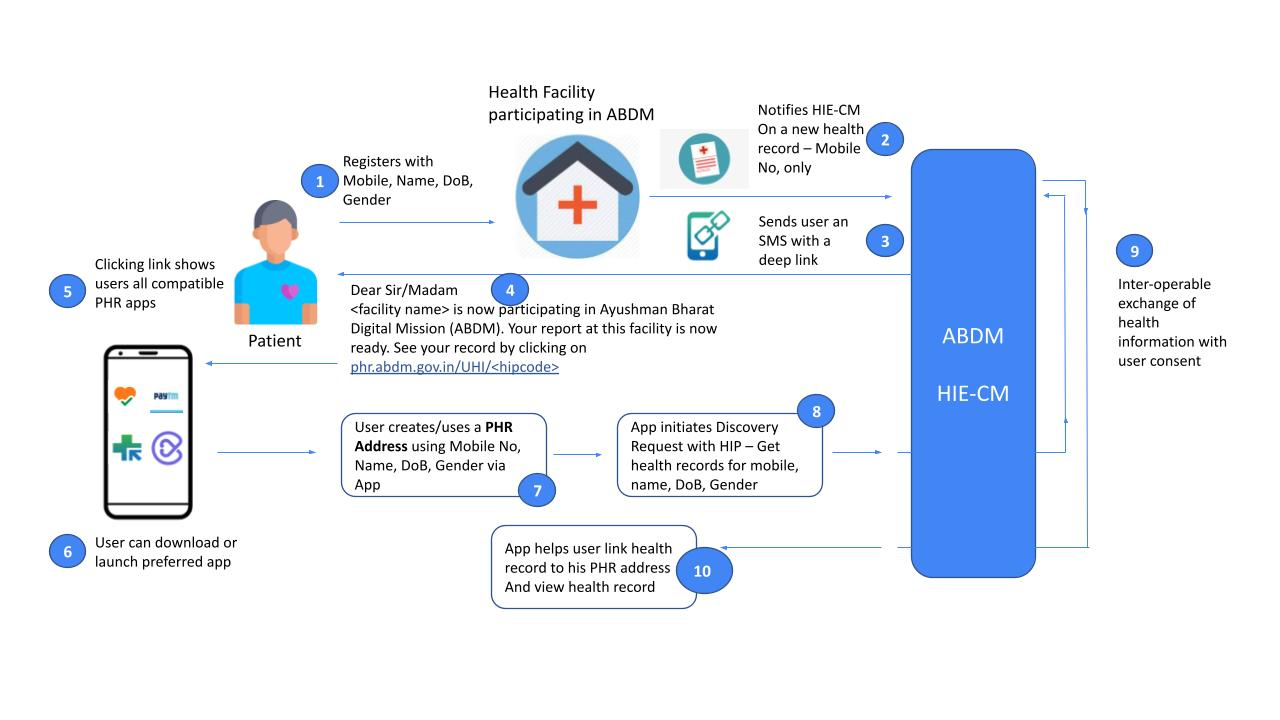 Health Facility
participating in ABDM
1
Registers with
Mobile, Name, DoB,
Gender
Notifies HIE-CM
On a new health
record – Mobile
No, only
2
Sends user an
SMS with a
deep link
3
Patient
4
Dear Sir/Madam
<facility name> is now participating in Ayushman Bharat
Digital Mission (ABDM). Your report at this facility is now
ready. See your record by clicking on
phr.abdm.gov.in/UHI/<hipcode>
5
Clicking link shows
users all compatible
PHR apps
PAYTM
6
User can download or
launch preferred app
User creates/uses a PHR
Address using Mobile No,
Name, DoB, Gender via
App
7
8
App initiates Discovery
Request with HIP – Get
health records for mobile,
name, DoB, Gender
ABDM
HIE-CM
9
Inter-operable
exchange of
health
information with
user consent
App helps user link health
record to his PHR address
And view health record
10